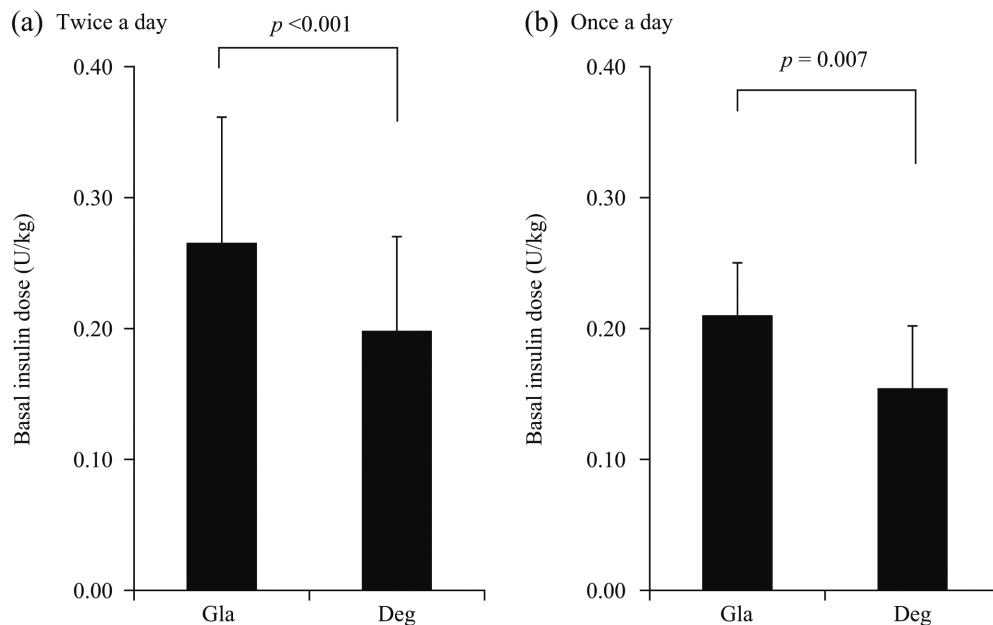 (a) Twice a day
p <0.001
0.40
0.30
0.20
0.10
0.00
Basal insulin dose (U/kg)
Gla Deg
(b) Once a day
p = 0.007
0.40
0.30
0.20
0.10
0.00
Basal insulin dose (U/kg)
Gla Deg